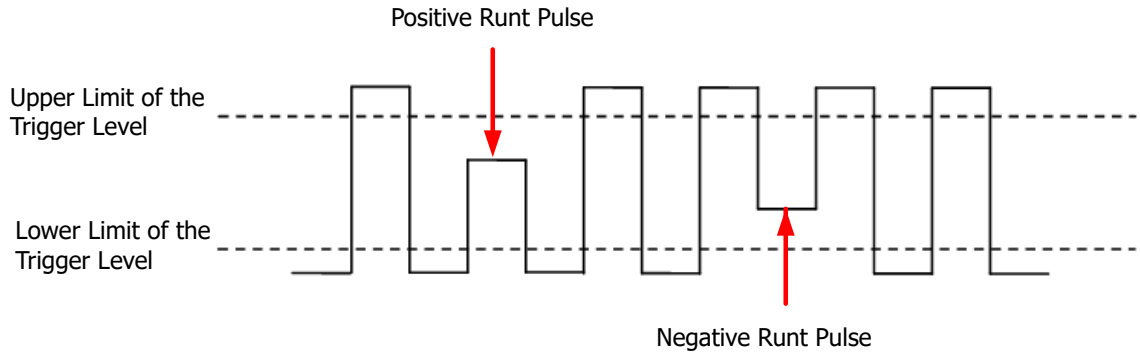 Positive Runt Pulse
Upper Limit of the
Trigger Level
Lower Limit of the
Trigger Level
Negative Runt Pulse